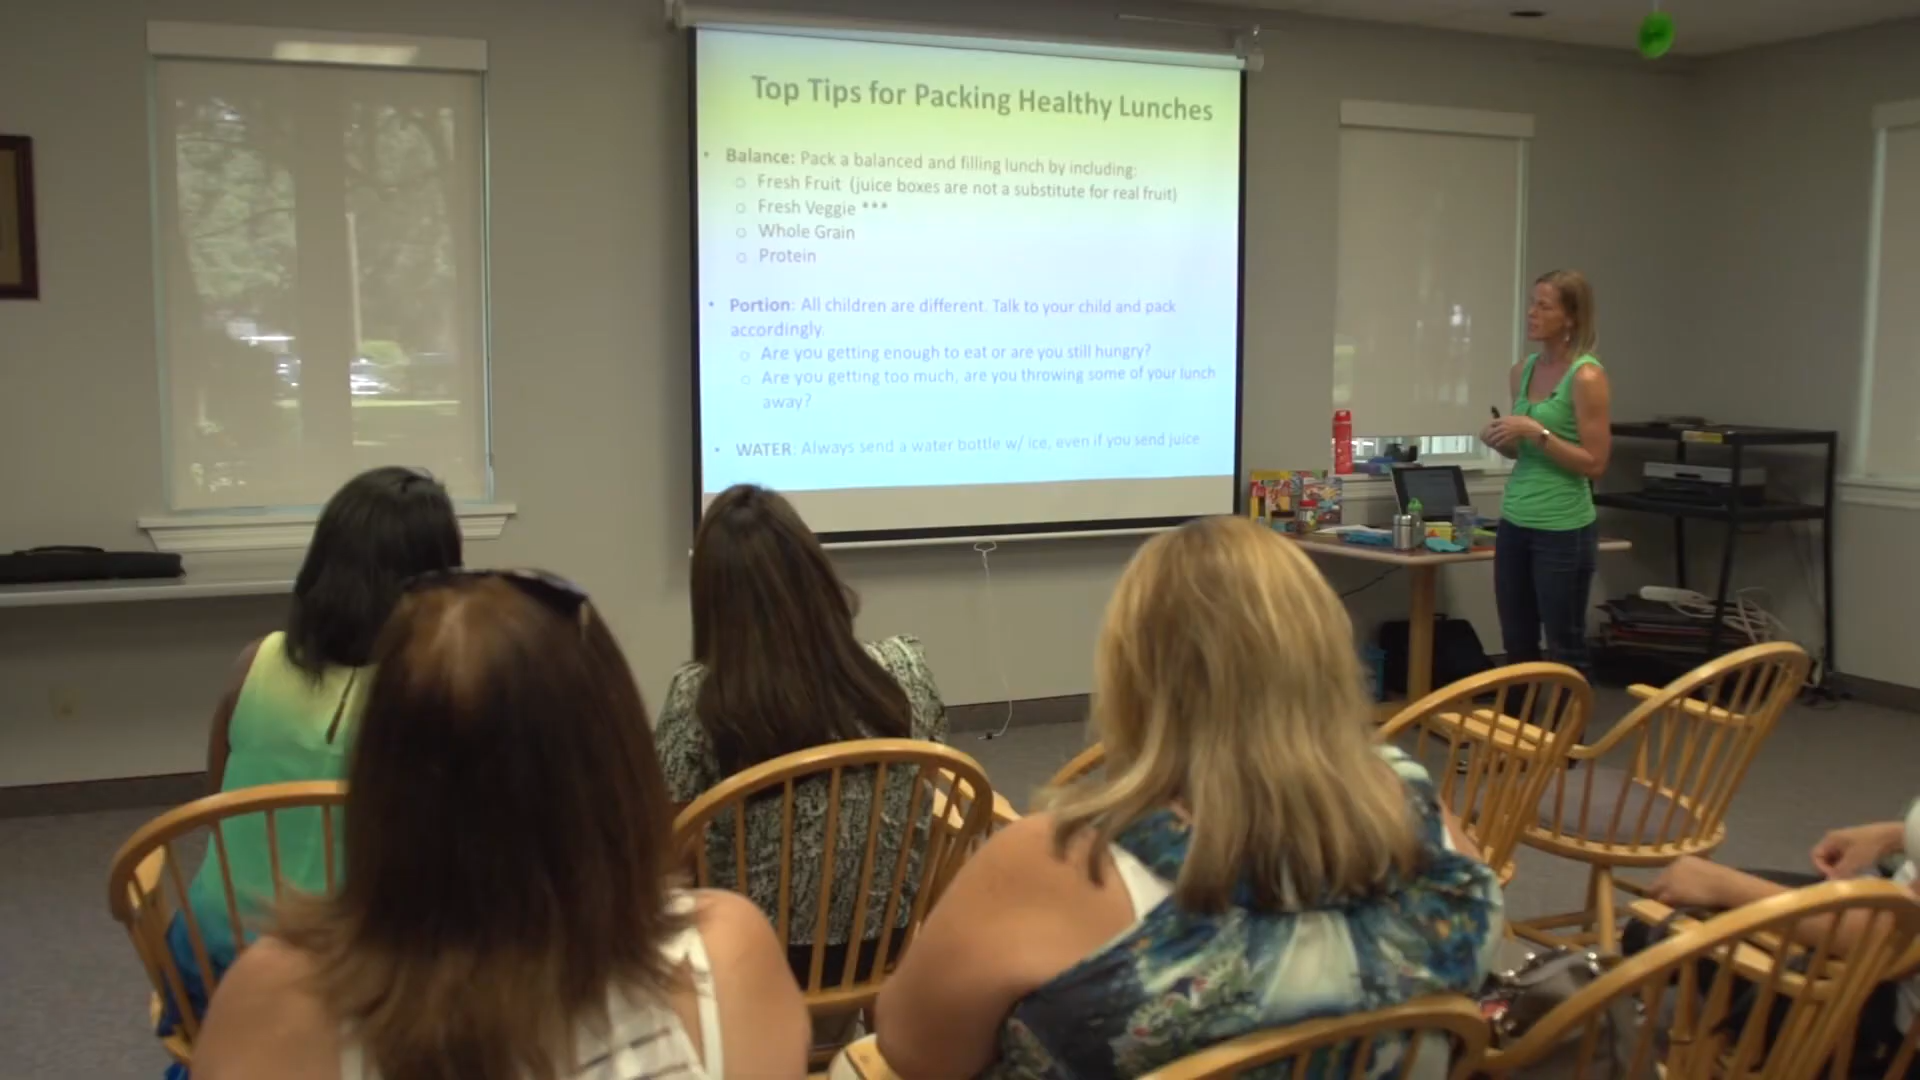 Top Tips for Packing Healthy Lunches
• Balance: Pack a balanced and filling lunch by including:
o Fresh Fruit (juice boxes are not a substitute for real fruit)
o Fresh Veggie ***
o Whole Grain
o Protein
• Portion: All children are different. Talk to your child and pack
accordingly.
o Are you getting enough to eat or are you still hungry?
o Are you getting too much, are you throwing some of your lunch
away?
• WATER: Always send a water bottle w/ ice, even if you send juice